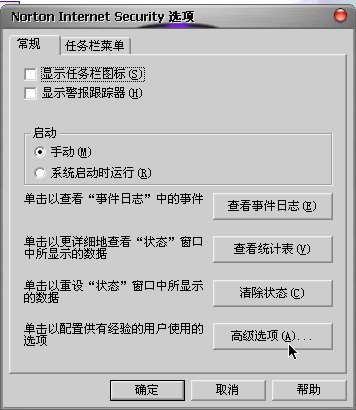 Norton Internet Security 选项
常规
任务栏菜单
显示任务栏图标(S)
显示警报跟踪器(H)
启动
手动(M)
系统启动时运行(R)
单击以查看“事件日志”中的事件
查看事件日志(E)
单击以更详细地查看“状态”窗口
中所显示的数据
查看统计表(V)
单击以重设“状态”窗口中所显示
的数据
清除状态(C)
单击以配置供有经验的用户使用的
选项
高级选项(A)...
确定
取消
帮助